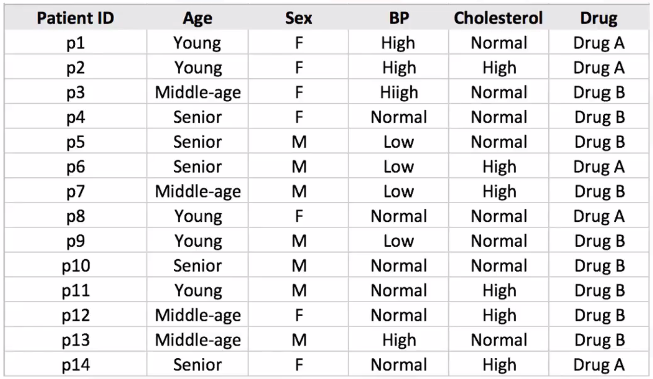 Patient ID Age Sex BP Cholesterol Drug
p1 Young F High Normal Drug A
p2 Young F High High Drug A
p3 Middle-age F Hiigh Normal Drug B
p4 Senior F Normal Normal Drug B
p5 Senior M Low Normal Drug B
p6 Senior M Low High Drug A
p7 Middle-age M Low High Drug B
p8 Young F Normal Normal Drug A
p9 Young M Low Normal Drug B
p10 Senior M Normal Normal Drug B
p11 Young M Normal High Drug B
p12 Middle-age F Normal High Drug B
p13 Middle-age M High Normal Drug B
p14 Senior F Normal High Drug A